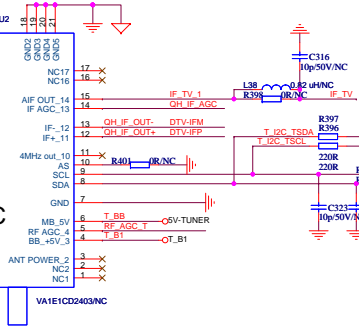 U2
18
19
20
21
GND2
GND3
GND4
GND5
C316
10p/50V/NC
NC17 17
NC16 16
L38 0.82 uH/NC
AIF OUT_14 15 IF_TV_1 R398 0R/NC IF_TV
IF AGC_13 14 QH_IF_AGC
IF-_12 13 QH_IF_OUT- DTV-IFM
IF+_11 12 QH_IF_OUT+ DTV-IFP
R397
T_I2C_TSDA R396
T_I2C_TSCL
4MHz out_10 11
AS 10 R401 0R/NC
220R
220R
SCL 9
SDA 8
GND 7
C323
10p/50V/N
MB_5V 6 T_BB 5V-TUNER
RF AGC_4 5 RF_AGC_T
BB_+5V_3 4 T_B1 T_B1
ANT POWER_2 3
NC2 2
NC1 1
C
VA1E1CD2403/NC